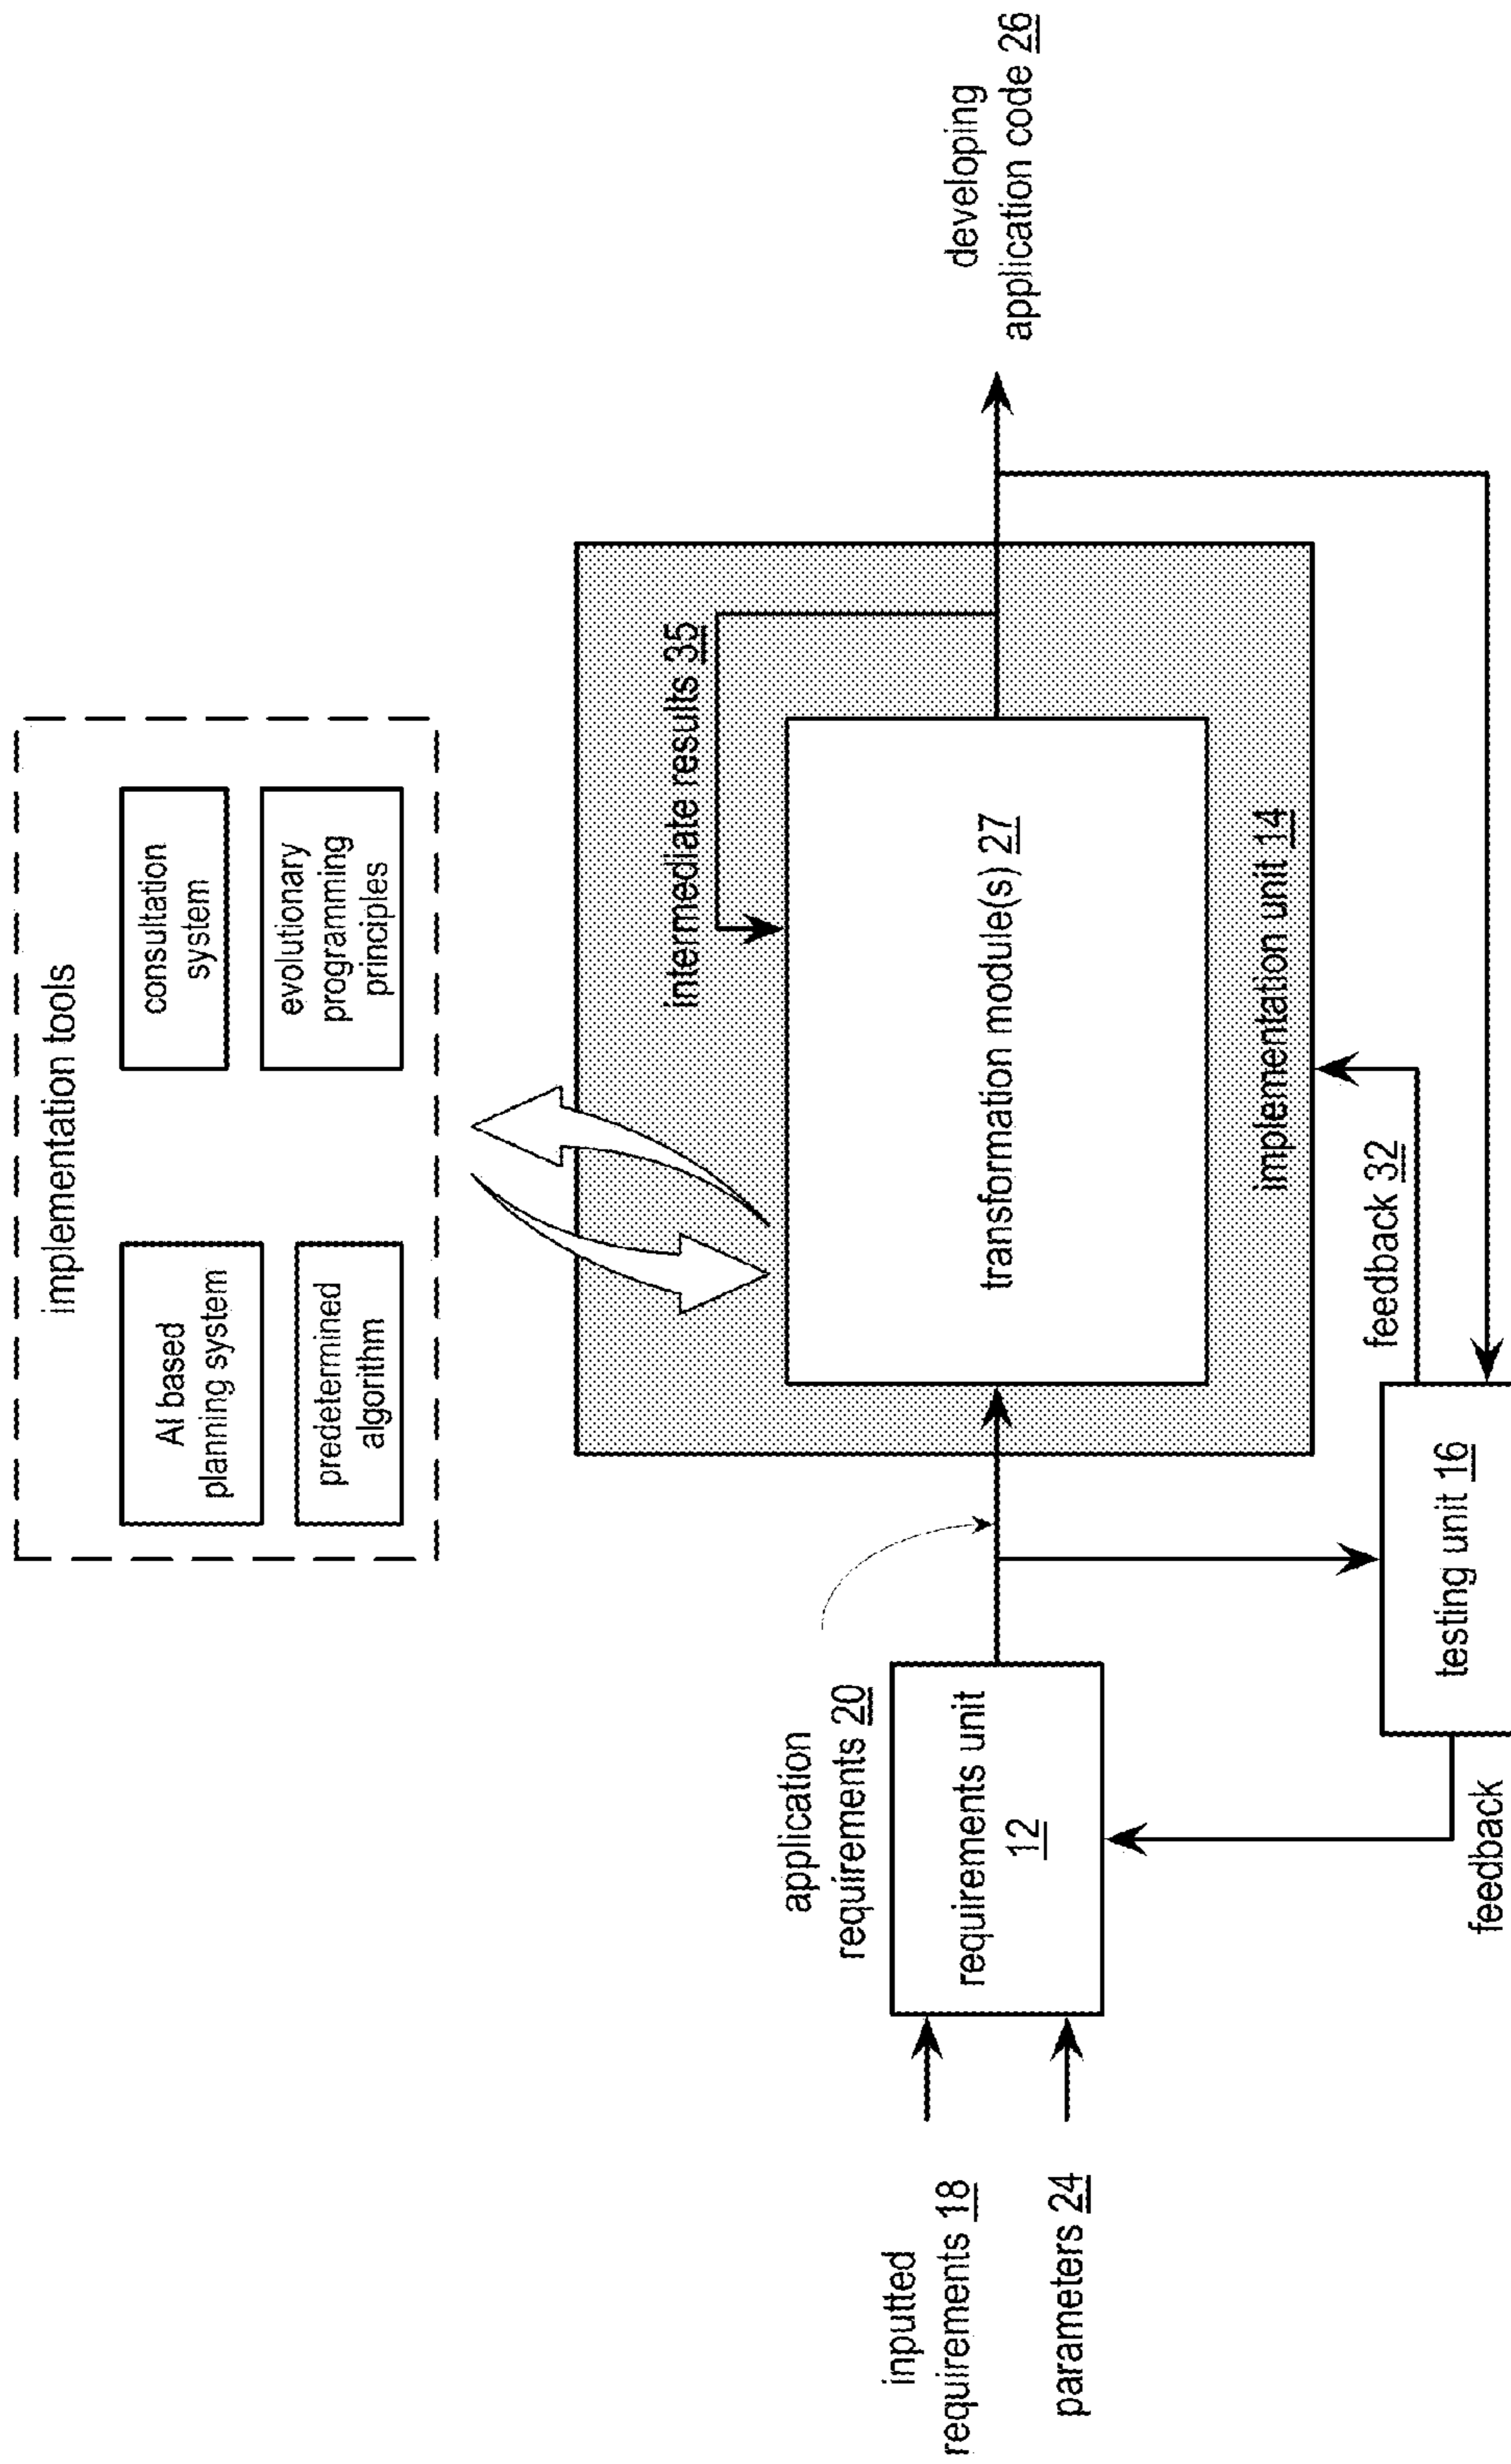 implementation tools
AI based
planning system
consultation
system
predetermined
algorithm
evolutionary
programming
principles
intermediate results 35
application
requirements 20
inputted
requirements 18
parameters 24
requirements unit
12
transformation module(s) 27
developing
application code 26
implementation unit 14
feedback 32
testing unit 16
feedback